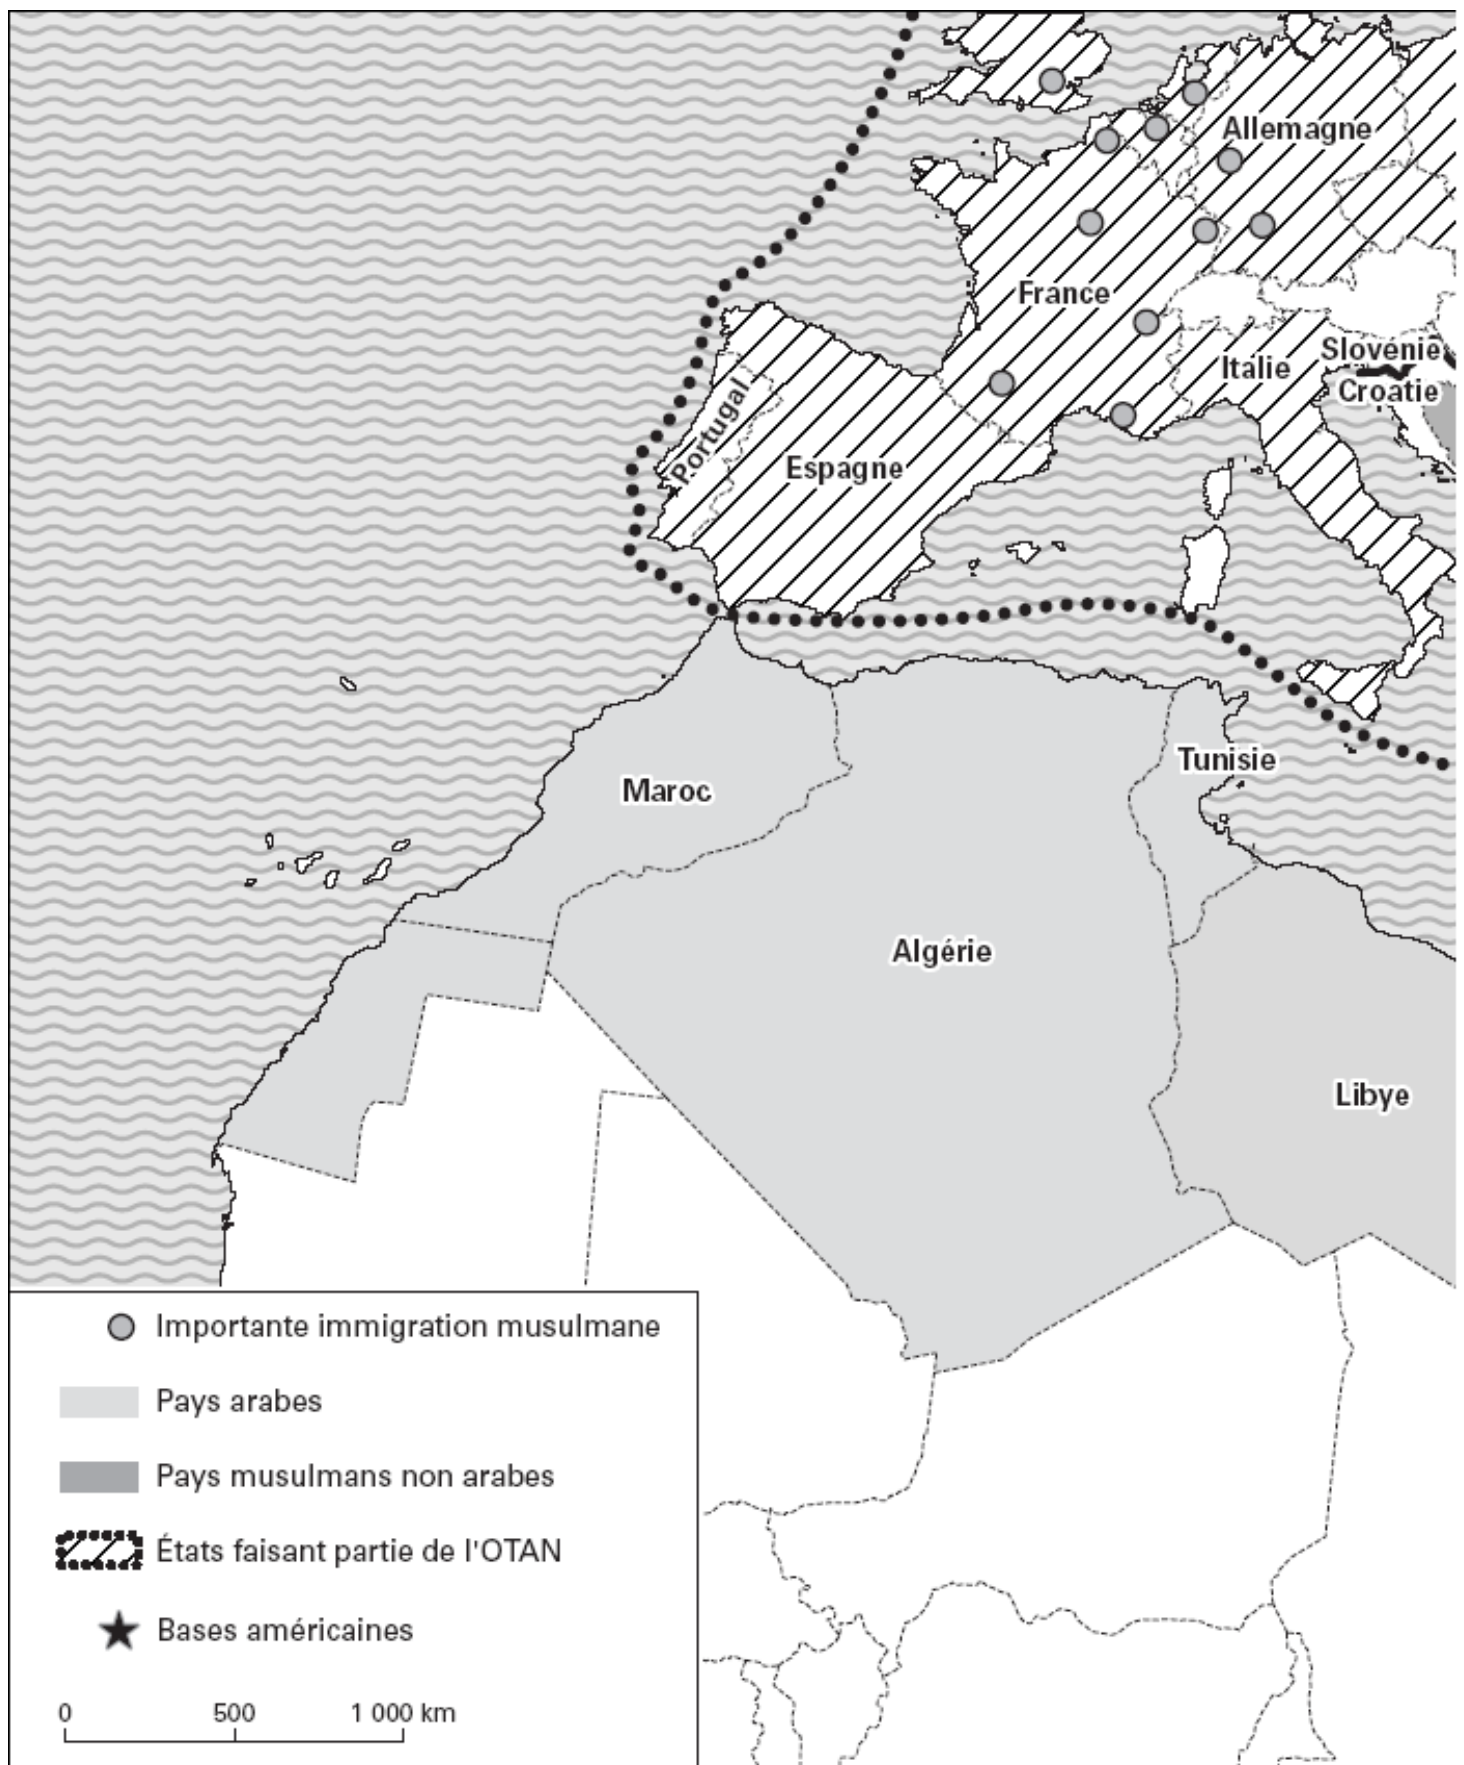 Allemagne
France
Slovénie
Italie
Croatie
Portugal
Espagne
Tunisie
Maroc
Algérie
Libye
Importante immigration musulmane
Pays arabes
Pays musulmans non arabes
États faisant partie de l'OTAN
Bases américaines
0 500 1 000 km